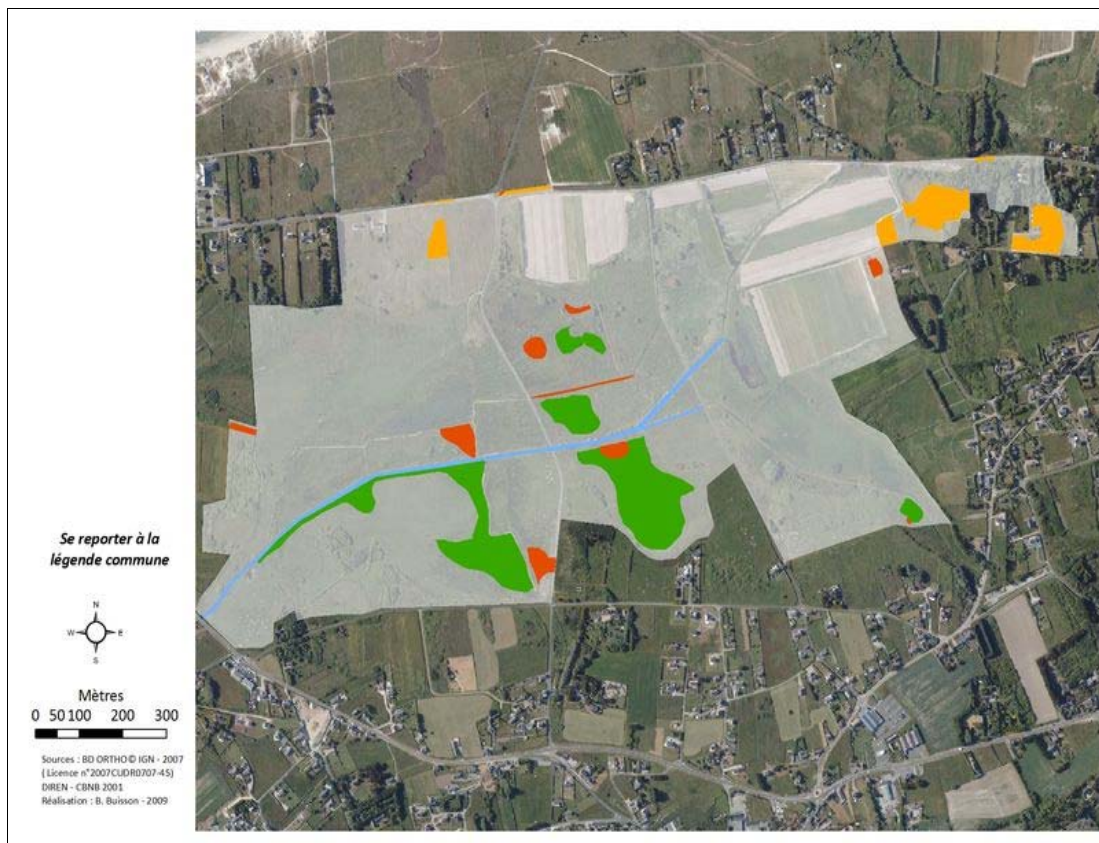 Se reporter à la
légende commune
N
W E
S
Mètres
0 50 100 200 300
Sources : BD ORTHO© IGN - 2007
( Licence n°2007CUDR0707-45)
DIREN - CBNB 2001
Réalisation : B. Buisson - 2009